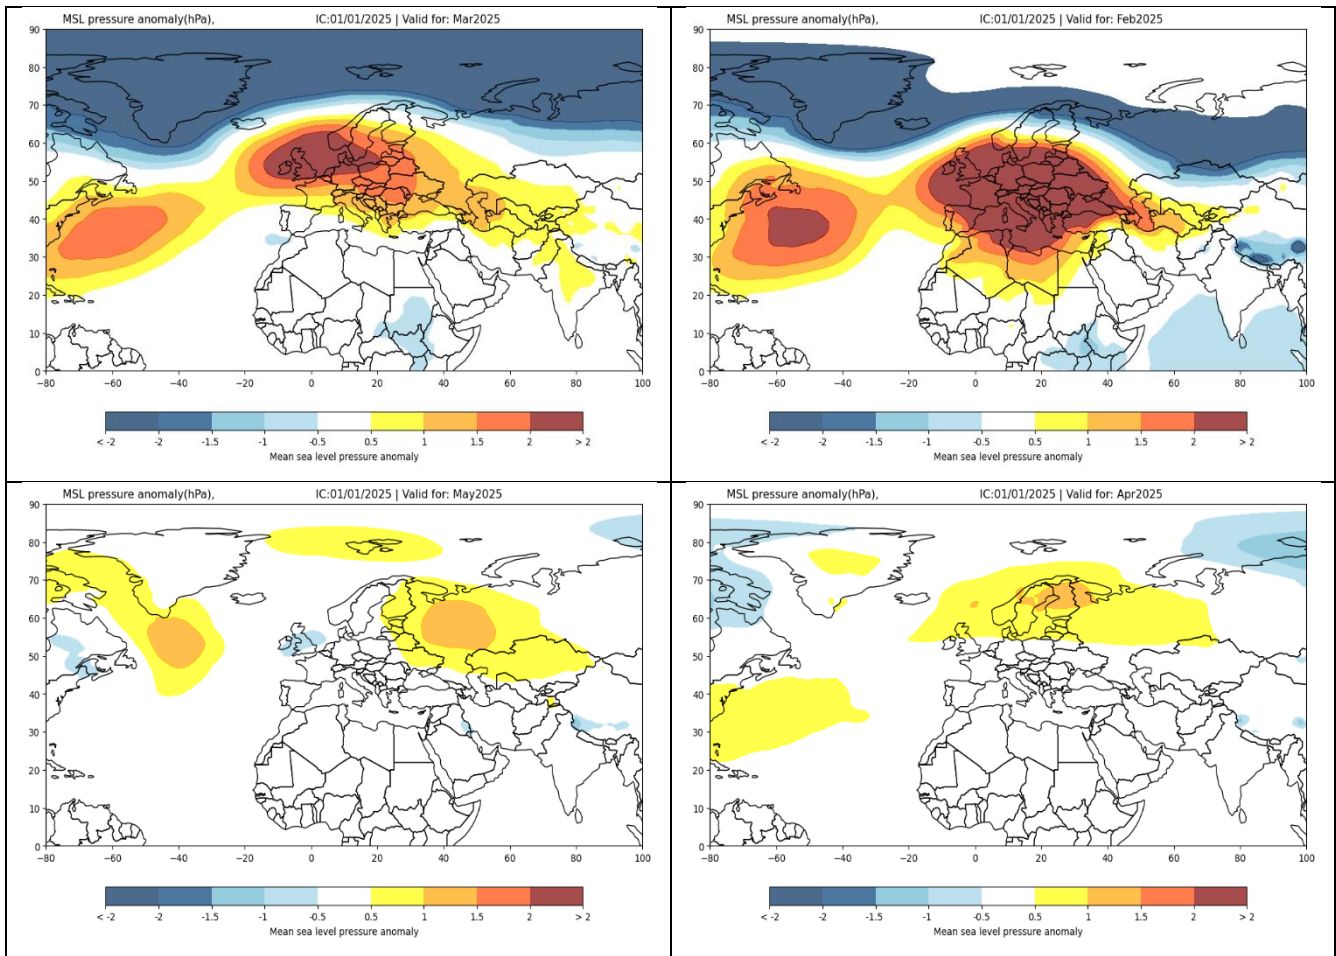 MSL pressure anomaly(hPa), IC:01/01/2025 | Valid for: Mar2025
90
80
70
60
50
40
30
20
10
0
−80 −60 −40 −20 0 20 40 60 80 100
< -2 -2 -1.5 -1 -0.5 0.5 1 1.5 2 > 2
Mean sea level pressure anomaly
MSL pressure anomaly(hPa), IC:01/01/2025 | Valid for: Feb2025
90
80
70
60
50
40
30
20
10
0
−80 −60 −40 −20 0 20 40 60 80 100
< -2 -2 -1.5 -1 -0.5 0.5 1 1.5 2 > 2
Mean sea level pressure anomaly
MSL pressure anomaly(hPa), IC:01/01/2025 | Valid for: May2025
90
80
70
60
50
40
30
20
10
0
−80 −60 −40 −20 0 20 40 60 80 100
< -2 -2 -1.5 -1 -0.5 0.5 1 1.5 2 > 2
Mean sea level pressure anomaly
MSL pressure anomaly(hPa), IC:01/01/2025 | Valid for: Apr2025
90
80
70
60
50
40
30
20
10
0
−80 −60 −40 −20 0 20 40 60 80 100
< -2 -2 -1.5 -1 -0.5 0.5 1 1.5 2 > 2
Mean sea level pressure anomaly